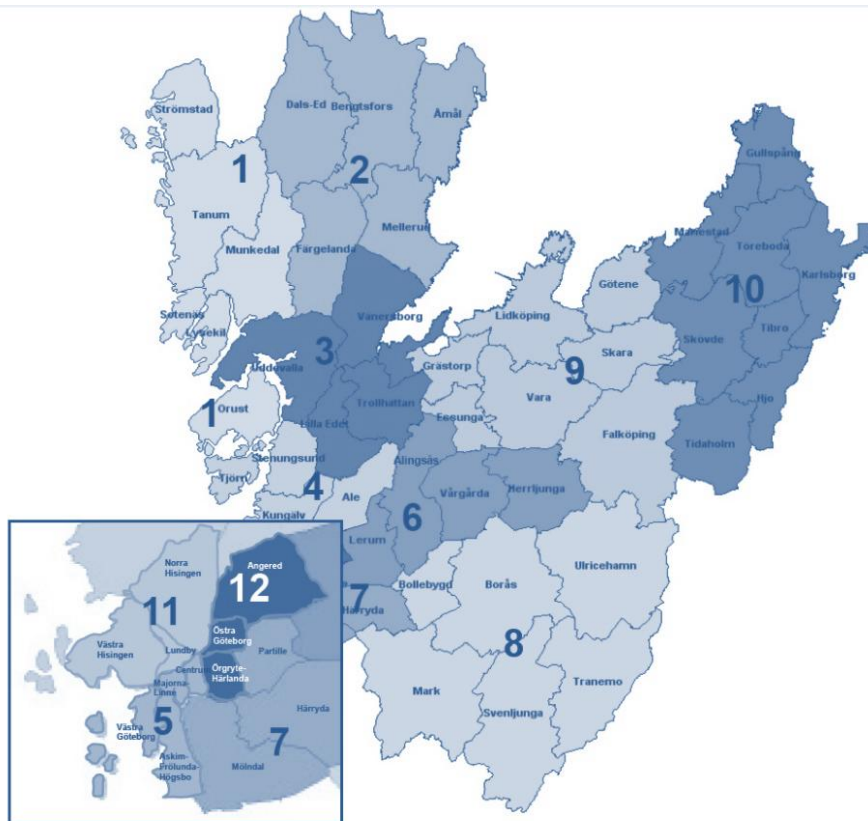 Strömstad
Dals-Ed
Bengtsfors
Åmål
1
2
Tanum
Munkedal
Färgelanda
Mellerud
Gullspång
Mariestad
Töreboda
Karlsborg
10
Götene
Sotenäs
Lysekil
Vänersborg
Lidköping
Skövde
Tibro
Uddevalla
3
Grästorp
Skara
9
Vara
Hjo
1
Orust
Trollhättan
Lilla Edet
Essunga
Falköping
Tidaholm
Stenungsund
Alingsås
Tjörn
4
Ale
Vårgårda
Herrljunga
Kungälv
6
Lerum
Ulricehamn
Bollebygd
Borås
7
Härryda
8
Mark
Tranemo
Svenljunga
Norra
Hisingen
Angered
12
11
Östra
Göteborg
Västra
Hisingen
Lundby
Partille
Centrum
Örgryte-
Härlanda
Majorna-
Linné
Härryda
5
Västra
Göteborg
7
Askim-
Frölunda-
Högsbo
Mölndal